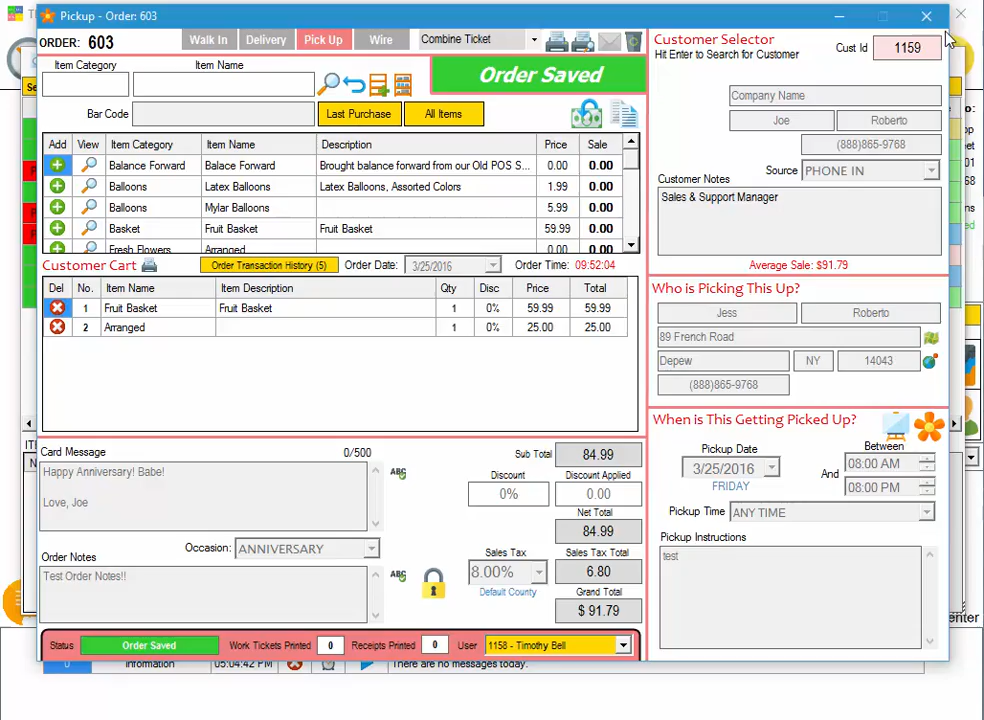 Pickup - Order: 603
ORDER: 603
Walk In Delivery Pick Up Wire Combine Ticket
Item Category Item Name
Order Saved
Bar Code Last Purchase All Items
Add View Item Category Item Name Description Price Sale
Balance Forward Balace Forward Brought balance forward from our Old POS S... 0.00 0.00
Balloons Latex Balloons Latex Balloons, Assorted Colors 1.99 0.00
Balloons Mylar Balloons 5.99 0.00
Basket Fruit Basket Fruit Basket 59.99 0.00
Fresh Flowers Arranged 0.00 0.00
Customer Cart Order Transaction History (5) Order Date: 3/25/2016 Order Time: 09:52:04
Del No. Item Name Item Description Qty Disc Price Total
1 Fruit Basket Fruit Basket 1 0% 59.99 59.99
2 Arranged 1 0% 25.00 25.00
Card Message 0/500
Happy Anniversary! Babe!
Love, Joe
ABC
Occasion: ANNIVERSARY
Order Notes
Test Order Notes!!
ABC
Sub Total 84.99
Discount Discount Applied
0% 0.00
Net Total
84.99
Sales Tax Sales Tax Total
8.00% 6.80
Default County Grand Total
$ 91.79
Status Order Saved Work Tickets Printed 0 Receipts Printed 0 User 1158 - Timothy Bell
Customer Selector
Hit Enter to Search for Customer
Cust Id 1159
Company Name
Joe Roberto
(888)865-9768
Source PHONE IN
Customer Notes
Sales & Support Manager
Average Sale: $91.79
Who is Picking This Up?
Jess Roberto
89 French Road
Depew NY 14043
(888)865-9768
When is This Getting Picked Up?
Pickup Date Between
3/25/2016 08:00 AM
FRIDAY And 08:00 PM
Pickup Time ANY TIME
Pickup Instructions
test
0 Information 05:04:42 PM There are no messages today.
enter